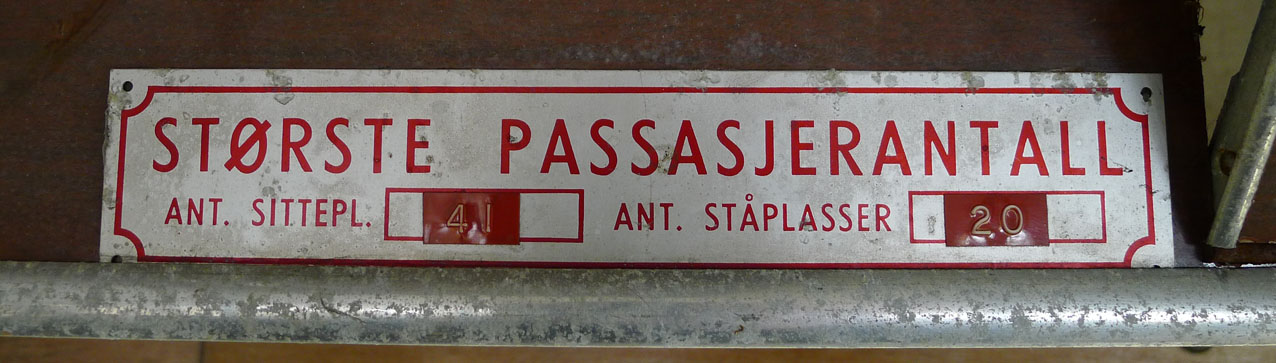 STØRSTE PASSASJERANTALL
ANT. SITTEPL. 41 ANT. STÅPLASSER 20